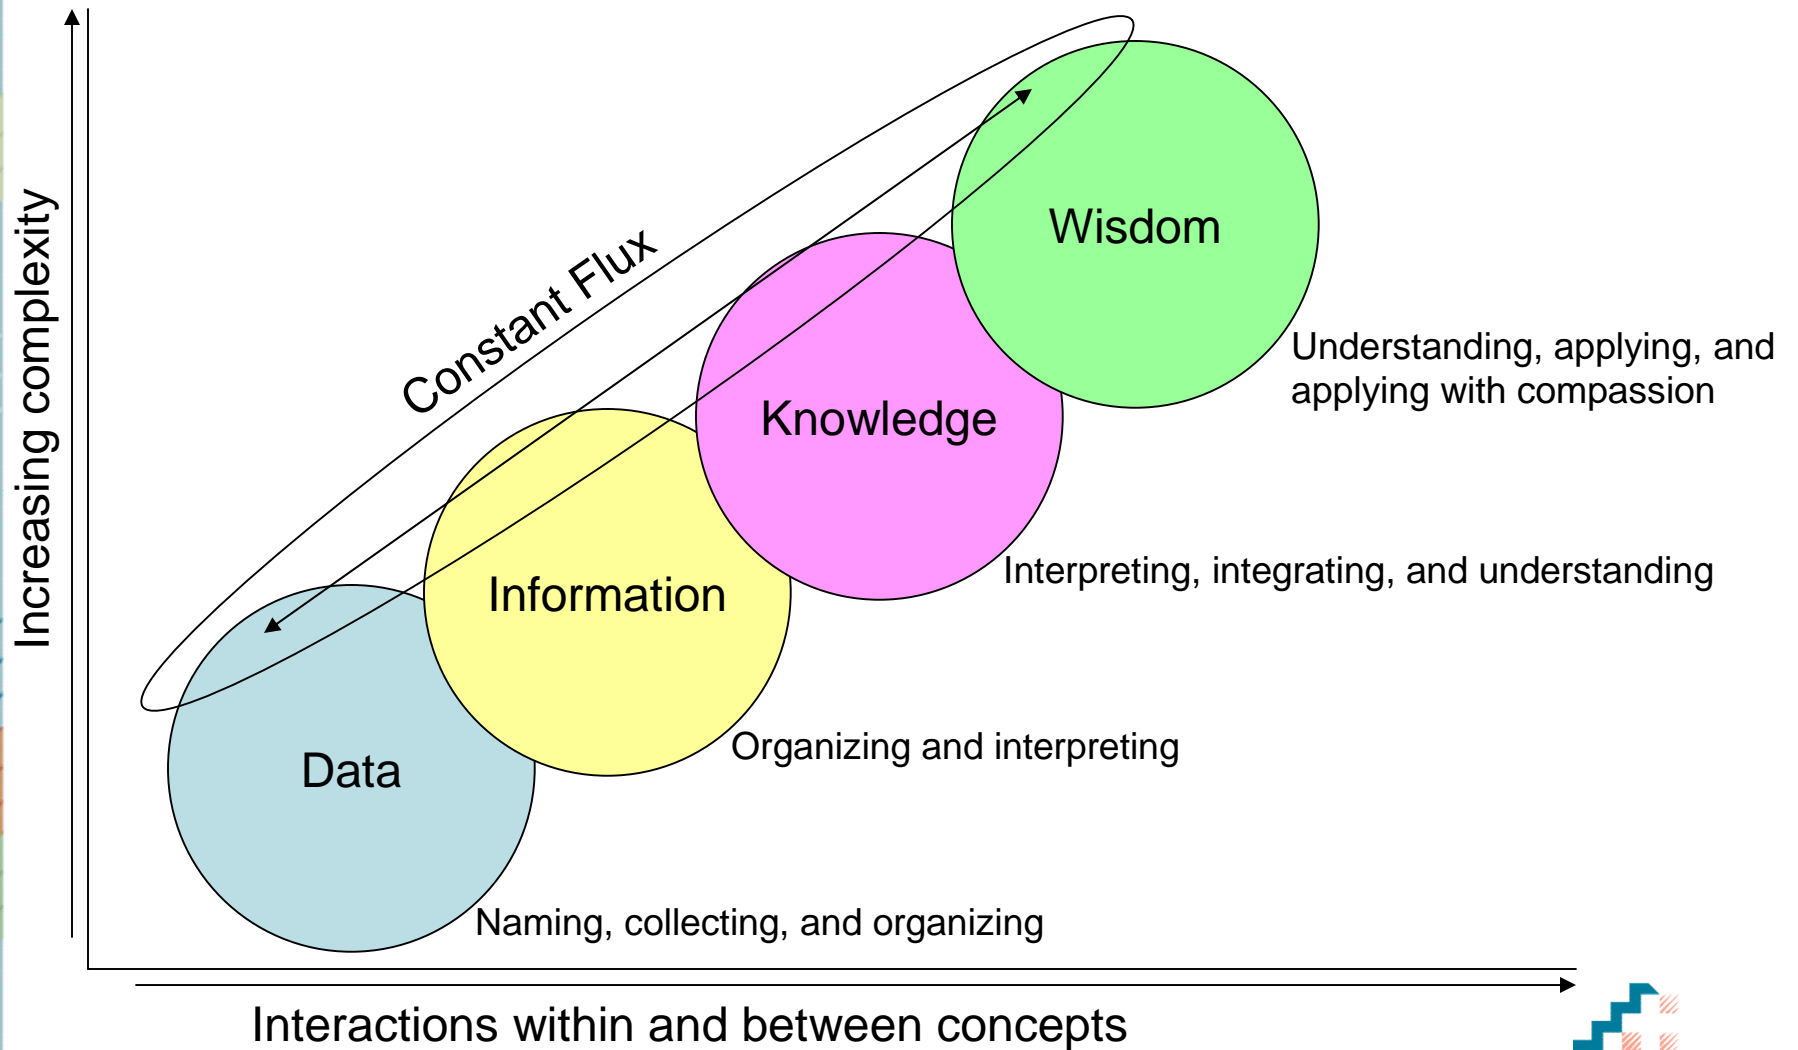 Increasing complexity
Constant Flux
Wisdom
Understanding, applying, and
applying with compassion
Knowledge
Interpreting, integrating, and understanding
Information
Organizing and interpreting
Data
Naming, collecting, and organizing
Interactions within and between concepts